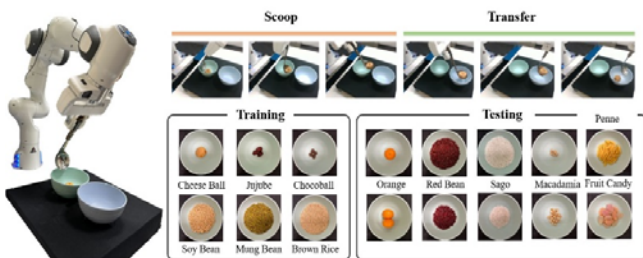 Scoop
Transfer
Training
Testing
Penne
Cheese Ball
Jujube
Chocoball
Orange
Red Bean
Sago
Macadamia
Fruit Candy
Soy Bean
Mung Bean
Brown Rice